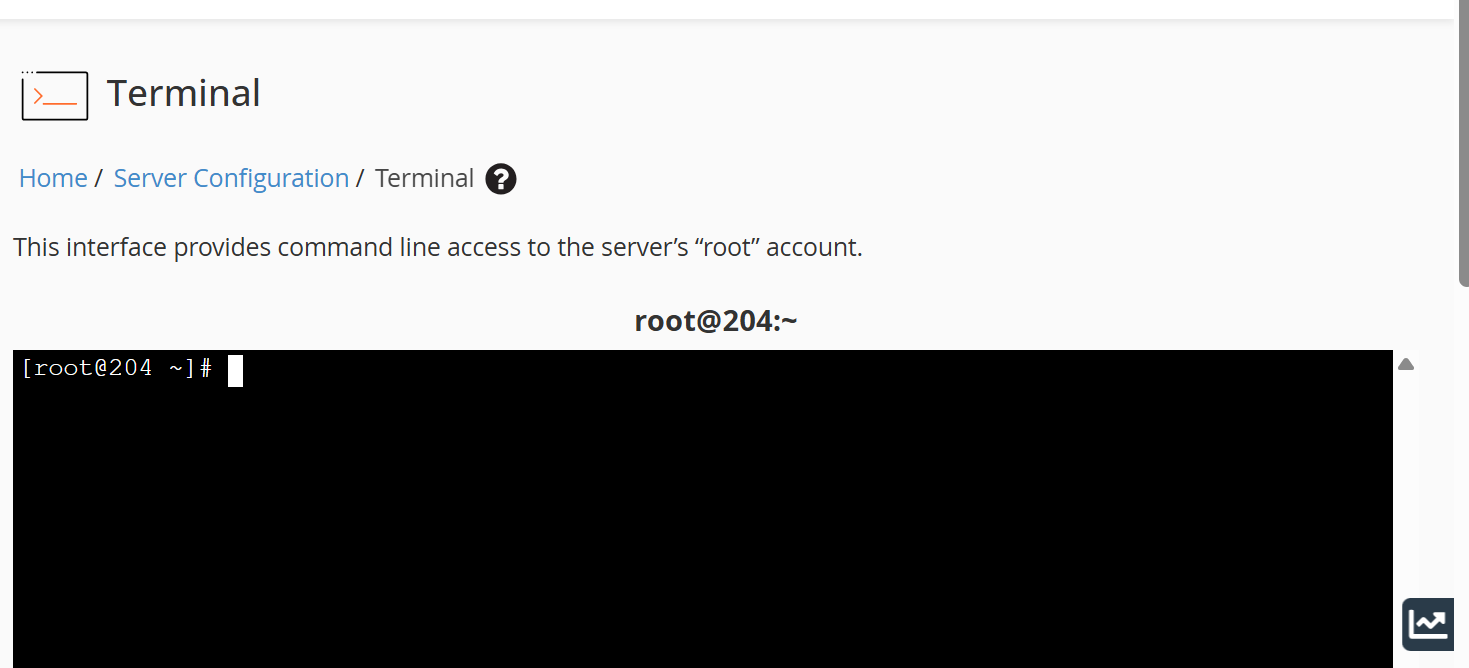 Terminal
Home / Server Configuration / Terminal ?
This interface provides command line access to the server’s “root” account.
root@204:~
[root@204 ~]#